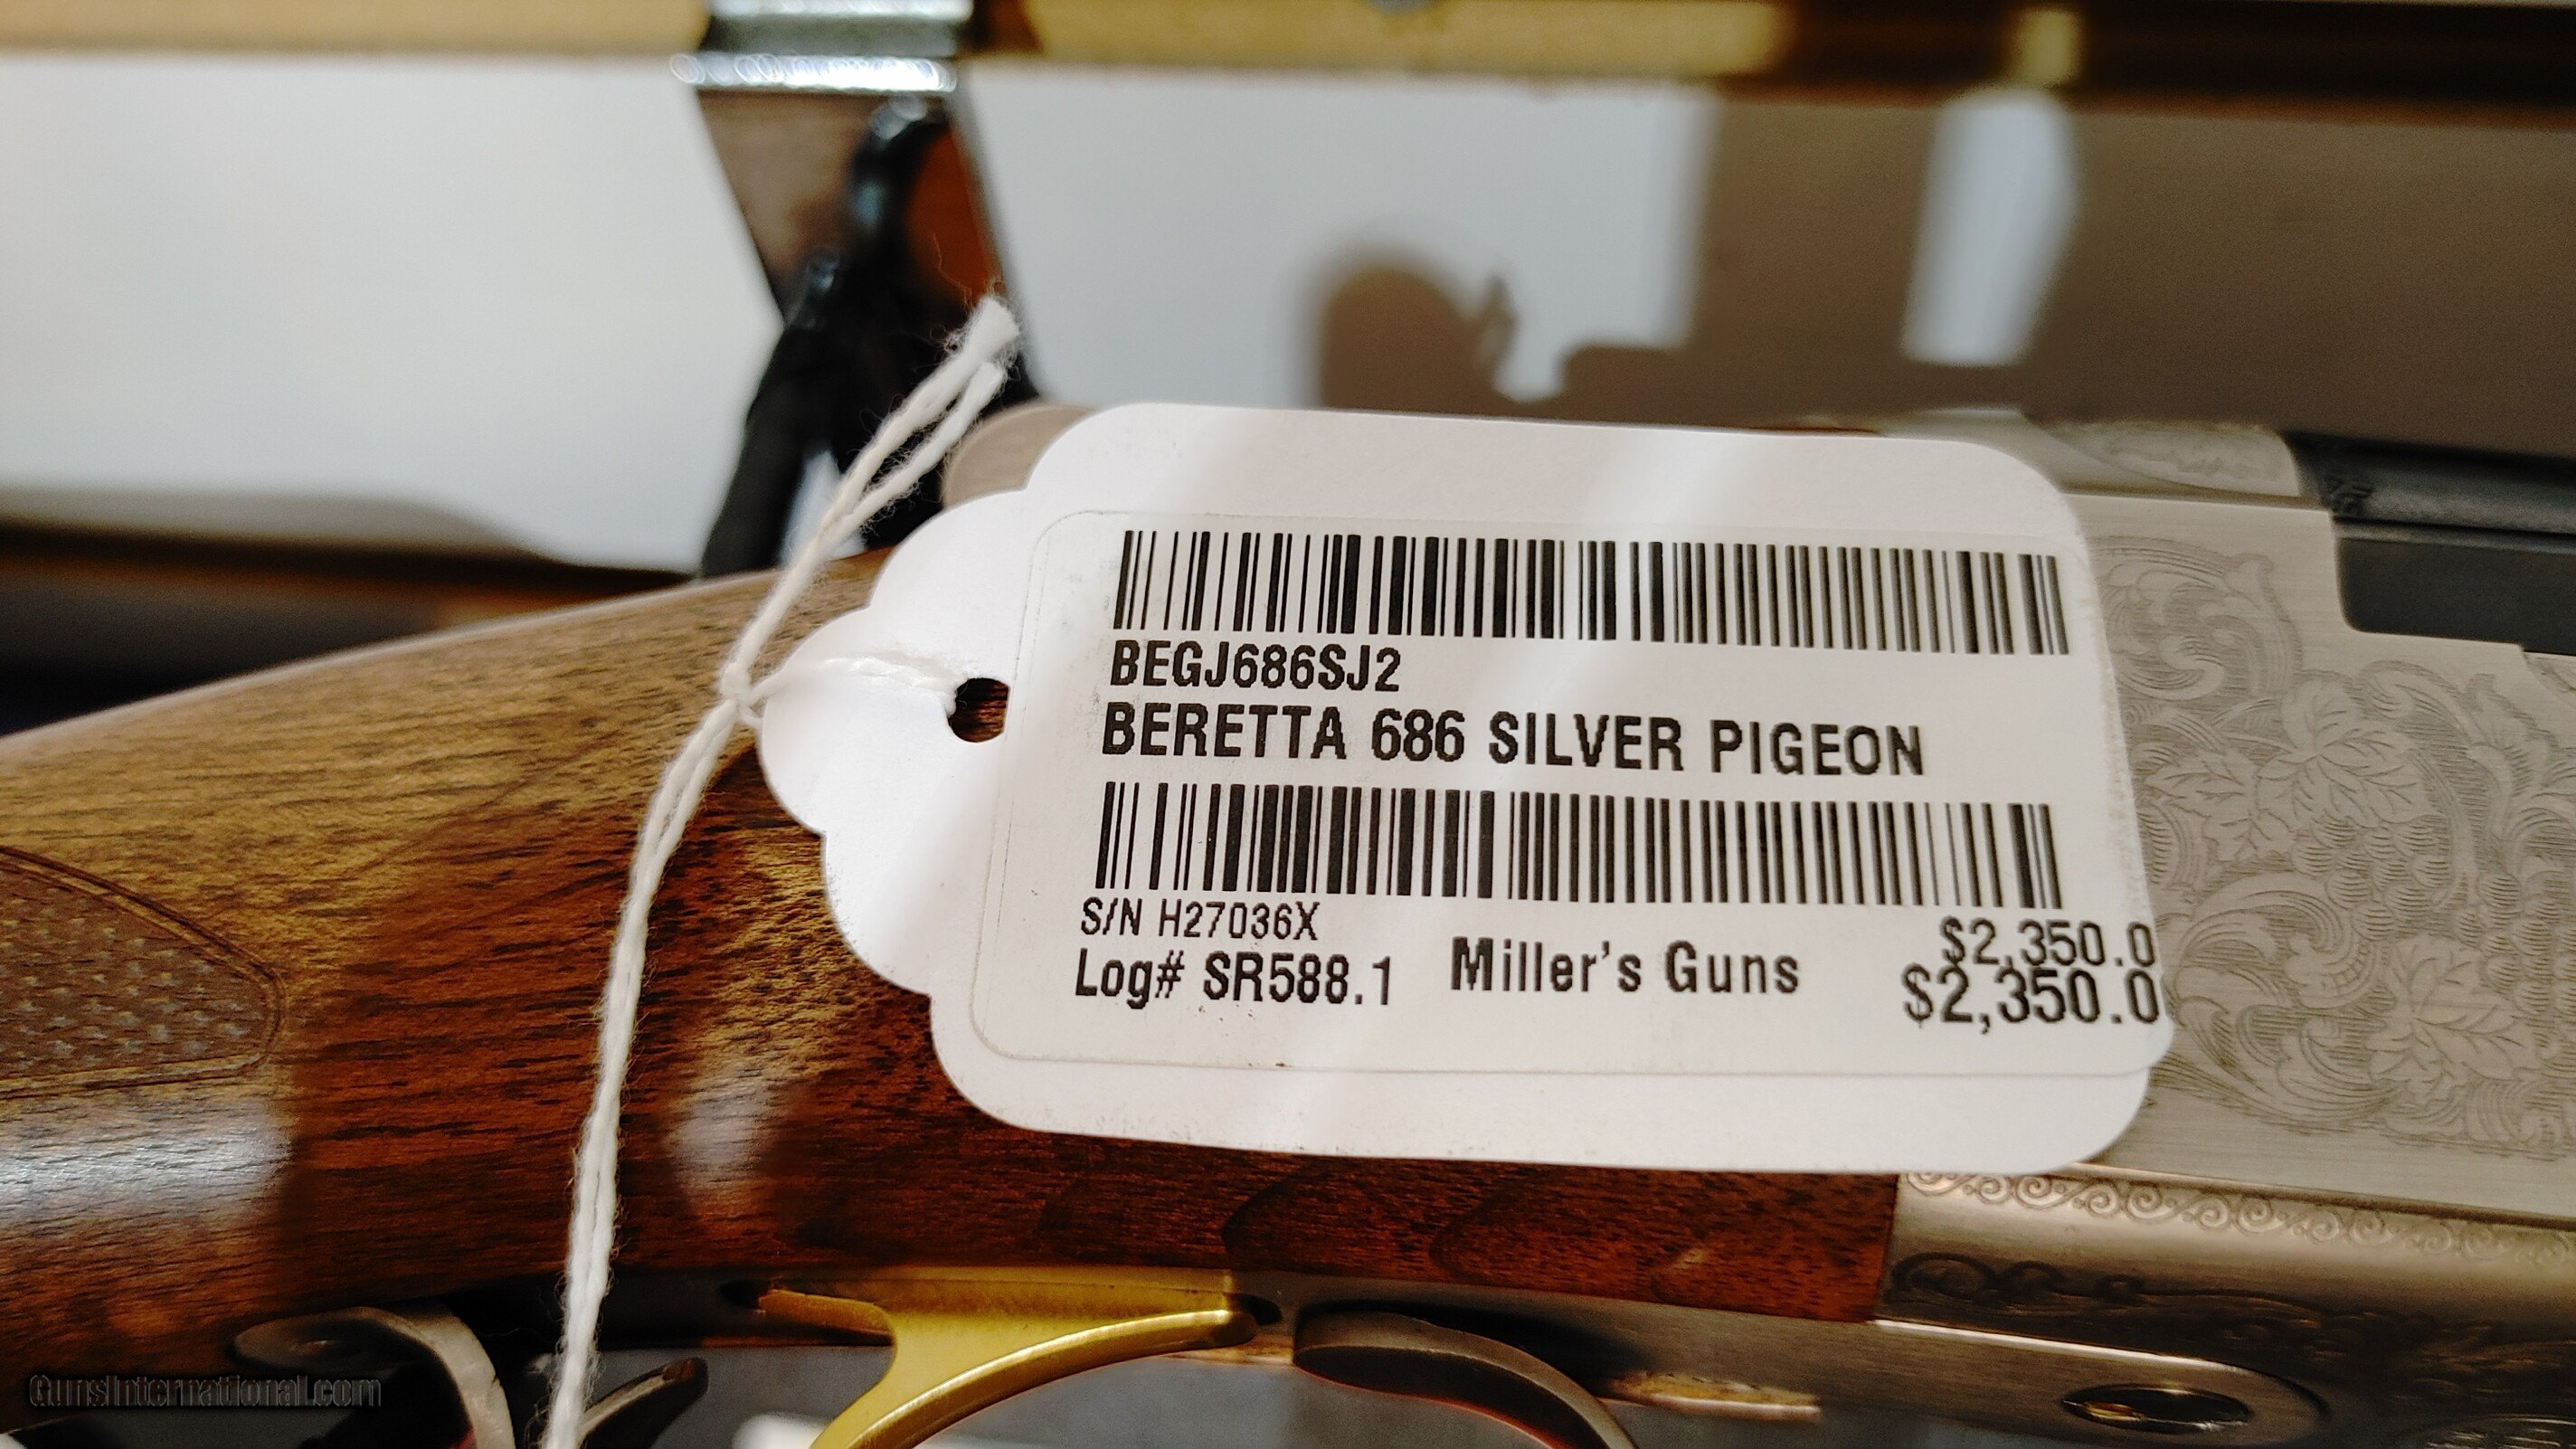 BEGJ686SJ2
BERETTA 686 SILVER PIGEON
S/N H27036X
$2,350.0
Log# SR588.1 Miller's Guns $2,350.0
GunsInternational.com